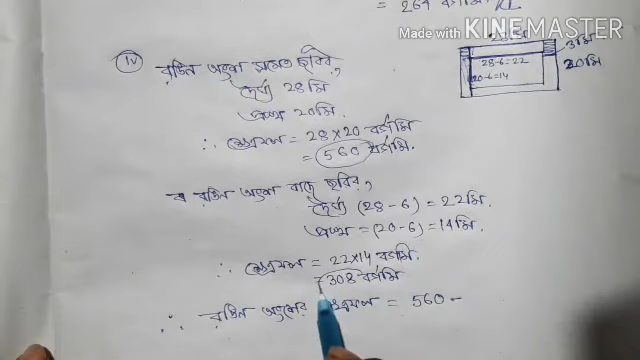 = 264 বর্গমি
Made with KINEMASTER
28মি
3মি
28-6=22
20মি
20-6=14
iv
রঙিন অংশ সমেত ছবির,
দৈর্ঘ্য 28মি
প্রস্থ 20মি.
∴ ক্ষেত্রফল = 28×20 বর্গমি
= 560 বর্গমি.
রঙিন অংশ বাদে ছবির,
দৈর্ঘ্য (28-6) = 22মি.
প্রস্থ = (20-6) = 14মি
∴ ক্ষেত্রফল = 22×14 বর্গমি.
= 308 বর্গমি
∴ রঙিন অংশের = 560 -